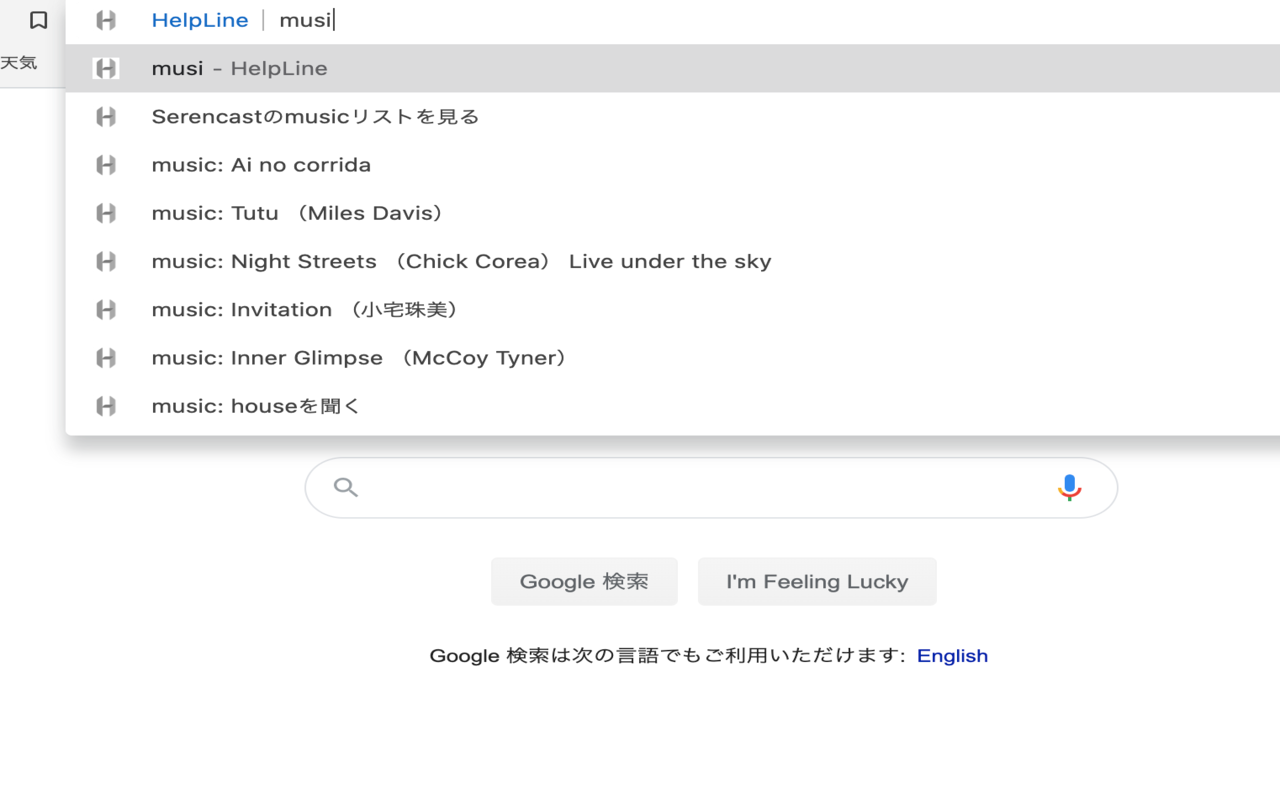 HelpLine | musi
天気
musi - HelpLine
Serencastのmusicリストを見る
music: Ai no corrida
music: Tutu （Miles Davis）
music: Night Streets （Chick Corea） Live under the sky
music: Invitation （小宅珠美）
music: Inner Glimpse （McCoy Tyner）
music: houseを聞く
Google 検索
I'm Feeling Lucky
Google 検索は次の言語でもご利用いただけます: English